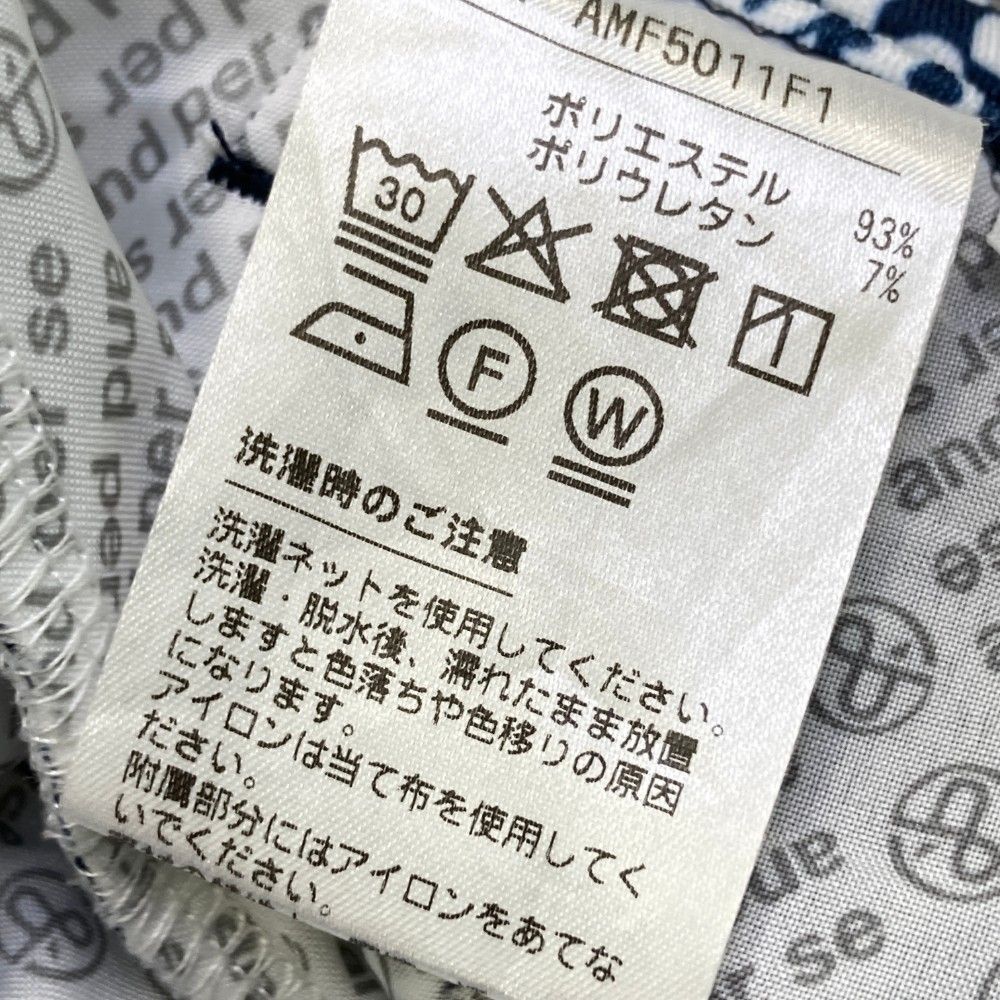 AMF5011F1
ポリエステル 93%
ポリウレタン 7%
30
F
W
洗濯時のご注意
洗濯ネットを使用してください。
洗濯・脱水後、濡れたまま放置
しますと色落ちや色移りの原因
になります。
アイロンは当て布を使用してく
ださい。
附属部分にはアイロンをあてな
いでください。